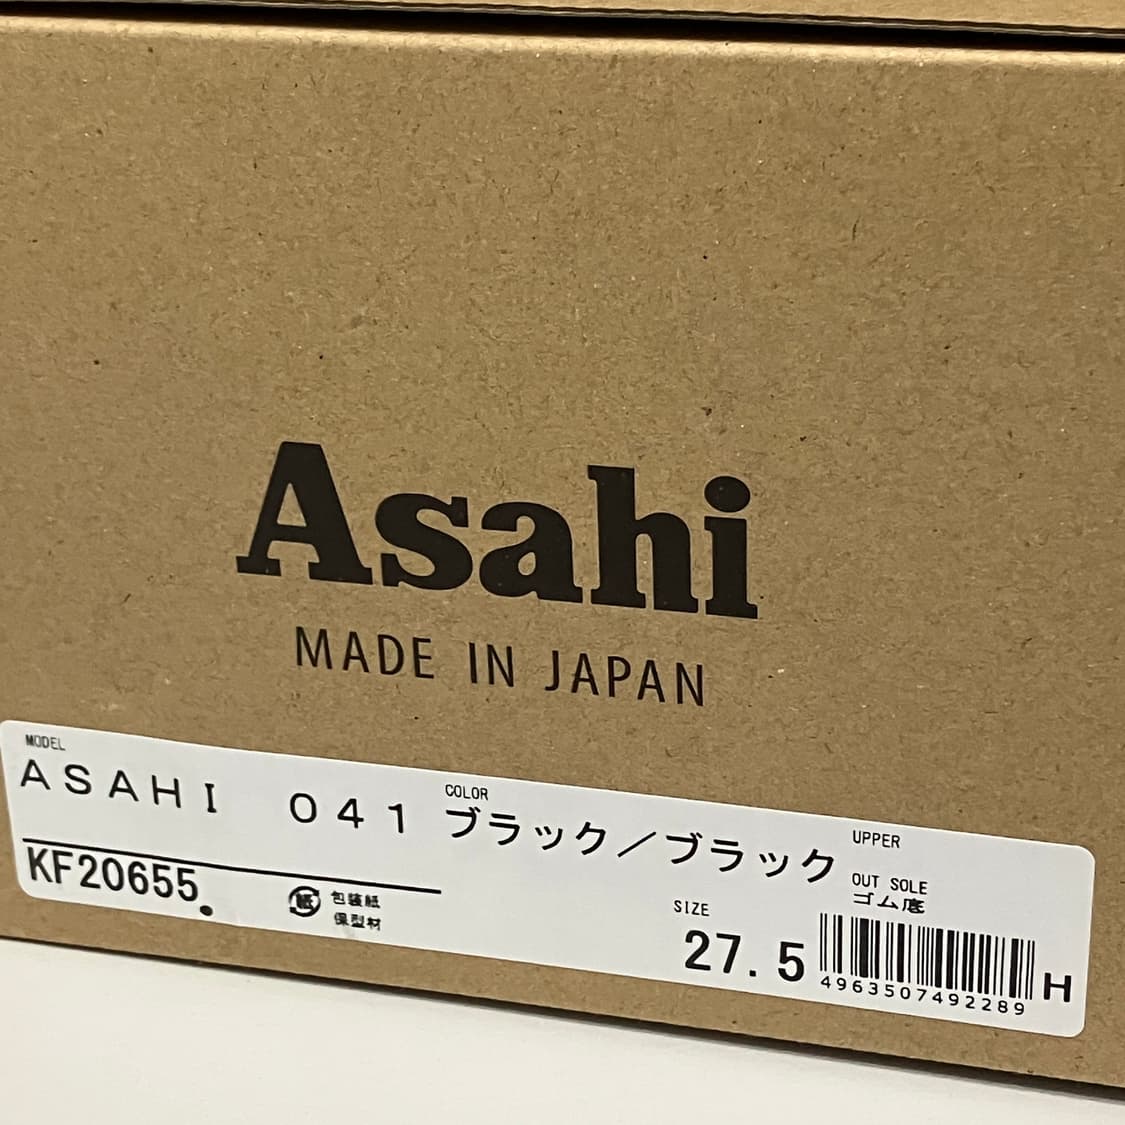 Asahi
MADE IN JAPAN
MODEL
ASAHI 041
COLOR
ブラック／ブラック
UPPER
OUT SOLE
ゴム底
KF20655.
紙
包装紙
保型材
SIZE
27.5
4963507492289
H